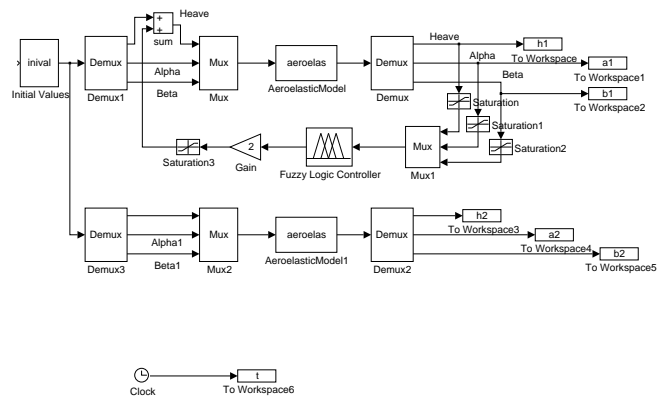 Heave
+
+
sum
inival
Initial Values
Demux
Demux1
Alpha
Beta
Mux
Mux
aeroelas
AeroelasticModel
Demux
Demux
Heave
h1
To Workspace
Alpha
a1
To Workspace1
Beta
b1
To Workspace2
Saturation
Saturation1
Saturation2
Mux
Mux1
Fuzzy Logic Controller
2
Gain
Saturation3
Demux
Demux3
Alpha1
Beta1
Mux
Mux2
aeroelas
AeroelasticModel1
Demux
Demux2
h2
To Workspace3
a2
To Workspace4
b2
To Workspace5
Clock
t
To Workspace6